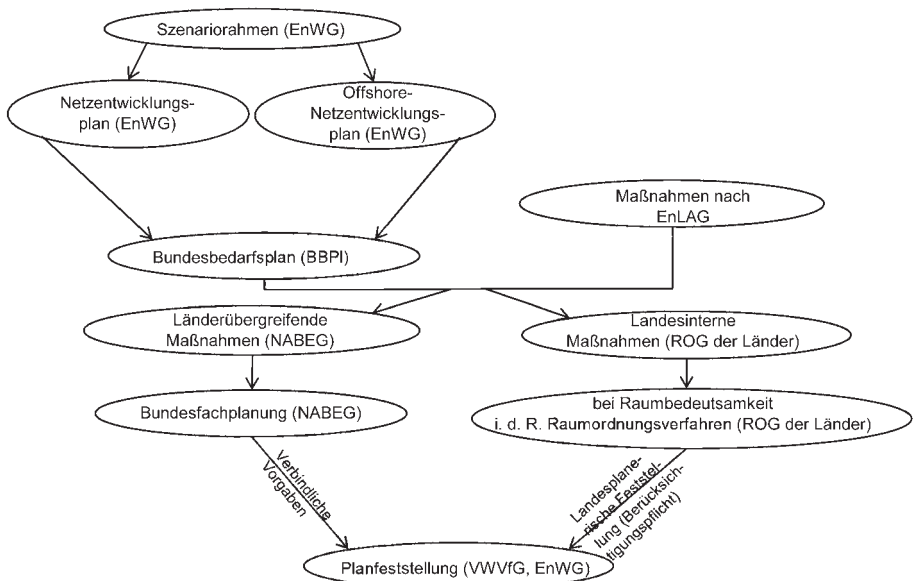 Szenariorahmen (EnWG)
Netzentwicklungs-
plan (EnWG)
Offshore-
Netzentwicklungs-
plan (EnWG)
Maßnahmen nach
EnLAG
Bundesbedarfsplan (BBPl)
Länderübergreifende
Maßnahmen (NABEG)
Landesinterne
Maßnahmen (ROG der Länder)
Bundesfachplanung (NABEG)
bei Raumbedeutsamkeit
i. d. R. Raumordnungsverfahren (ROG der Länder)
Verbindliche
Vorgaben
Landesplane-
rische Feststel-
lung (Berücksich-
tigungspflicht)
Planfeststellung (VWVfG, EnWG)